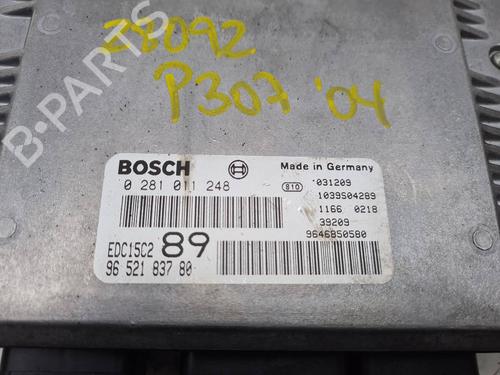 28092
P307 '04
B-PARTS
BOSCH
Made in Germany
0 281 011 248
810
031209
1039S04289
1166 0218
39209
9646850580
EDC15C2 89
96 521 837 80